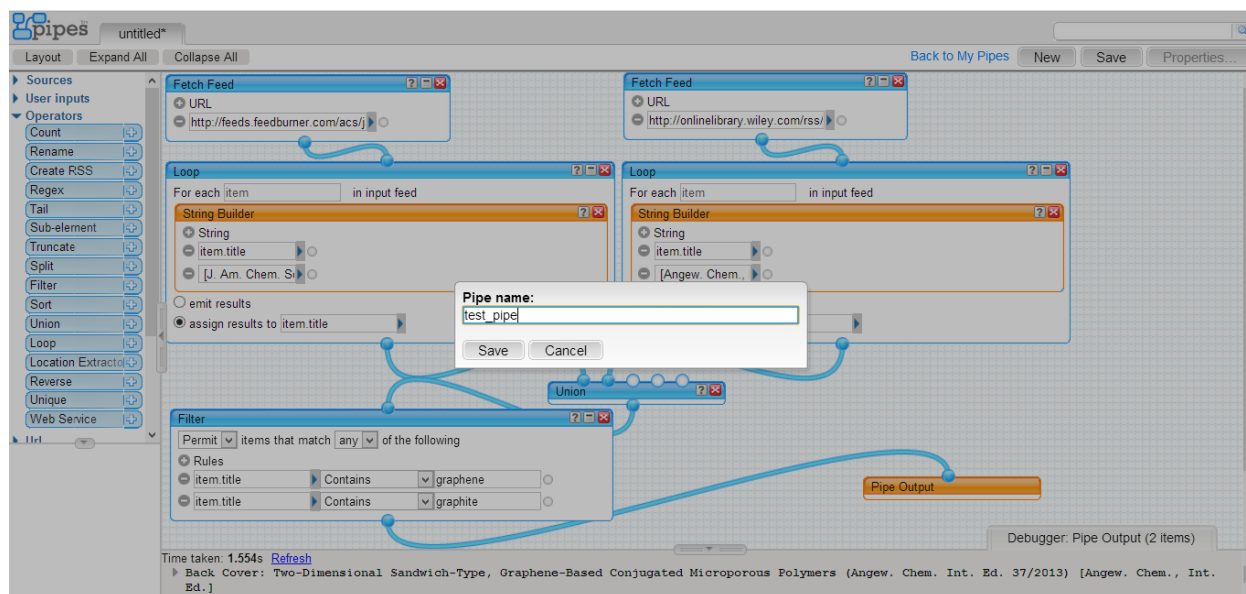 pipes
untitled*
Layout Expand All Collapse All Back to My Pipes New Save Properties...
Sources
User inputs
Operators
Count
Rename
Create RSS
Regex
Tail
Sub-element
Truncate
Split
Filter
Sort
Union
Loop
Location Extracto
Reverse
Unique
Web Service
Url
Fetch Feed
URL
http://feeds.feedburner.com/acs/j
Fetch Feed
URL
http://onlinelibrary.wiley.com/rss/
Loop
For each item in input feed
String Builder
String
item.title
[J. Am. Chem. So
emit results
assign results to item.title
Loop
For each item in input feed
String Builder
String
item.title
[Angew. Chem.,
Pipe name:
test_pipe
Save Cancel
Union
Filter
Permit items that match any of the following
Rules
item.title Contains graphene
item.title Contains graphite
Pipe Output
Debugger: Pipe Output (2 items)
Time taken: 1.554s Refresh
Back Cover: Two-Dimensional Sandwich-Type, Graphene-Based Conjugated Microporous Polymers (Angew. Chem. Int. Ed. 37/2013) [Angew. Chem., Int.
Ed.]